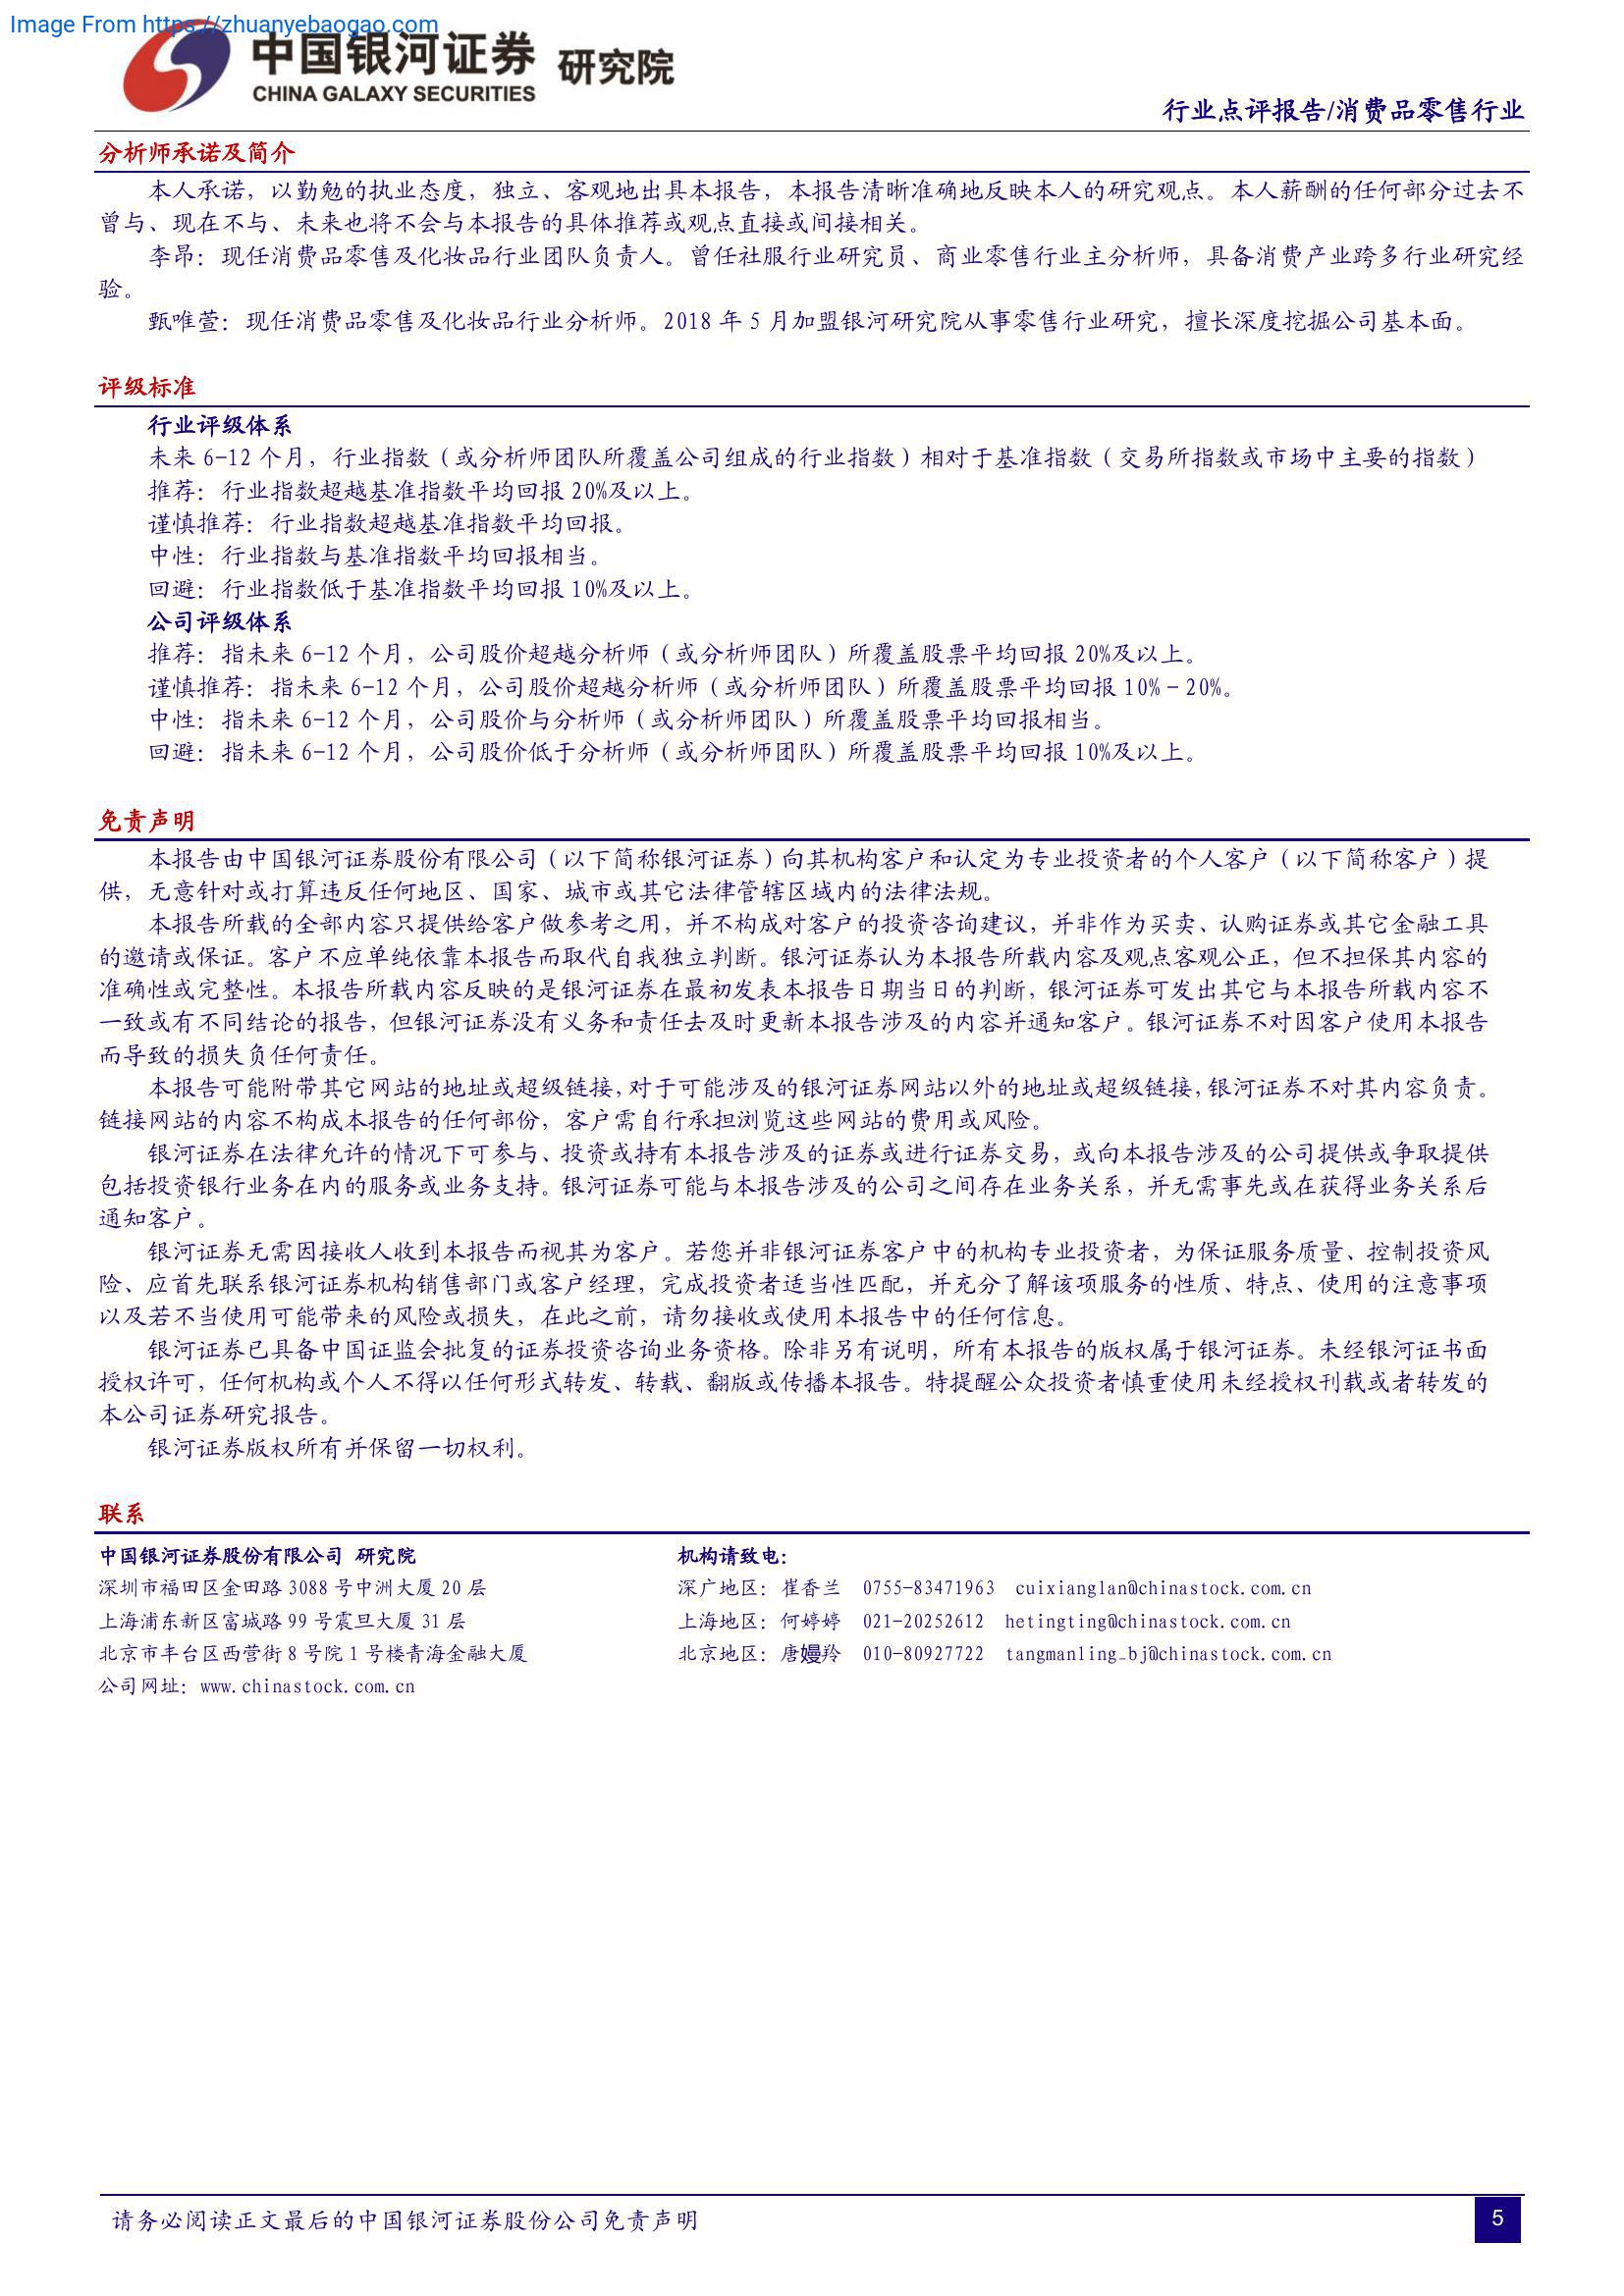 Image From https://zhuanyebaogao.com
中国银河证券 研究院
CHINA GALAXY SECURITIES
行业点评报告/消费品零售行业
分析师承诺及简介
本人承诺，以勤勉的执业态度，独立、客观地出具本报告，本报告清晰准确地反映本人的研究观点。本人薪酬的任何部分过去不
曾与、现在不与、未来也将不会与本报告的具体推荐或观点直接或间接相关。
李昂：现任消费品零售及化妆品行业团队负责人。曾任社服行业研究员、商业零售行业主分析师，具备消费产业跨多行业研究经
验。
甄唯萱：现任消费品零售及化妆品行业分析师。2018 年 5 月加盟银河研究院从事零售行业研究，擅长深度挖掘公司基本面。
评级标准
行业评级体系
未来 6-12 个月，行业指数（或分析师团队所覆盖公司组成的行业指数）相对于基准指数（交易所指数或市场中主要的指数）
推荐：行业指数超越基准指数平均回报 20%及以上。
谨慎推荐：行业指数超越基准指数平均回报。
中性：行业指数与基准指数平均回报相当。
回避：行业指数低于基准指数平均回报 10%及以上。
公司评级体系
推荐：指未来 6-12 个月，公司股价超越分析师（或分析师团队）所覆盖股票平均回报 20%及以上。
谨慎推荐：指未来 6-12 个月，公司股价超越分析师（或分析师团队）所覆盖股票平均回报 10%－20%。
中性：指未来 6-12 个月，公司股价与分析师（或分析师团队）所覆盖股票平均回报相当。
回避：指未来 6-12 个月，公司股价低于分析师（或分析师团队）所覆盖股票平均回报 10%及以上。
免责声明
本报告由中国银河证券股份有限公司（以下简称银河证券）向其机构客户和认定为专业投资者的个人客户（以下简称客户）提
供，无意针对或打算违反任何地区、国家、城市或其它法律管辖区域内的法律法规。
本报告所载的全部内容只提供给客户做参考之用，并不构成对客户的投资咨询建议，并非作为买卖、认购证券或其它金融工具
的邀请或保证。客户不应单纯依靠本报告而取代自我独立判断。银河证券认为本报告所载内容及观点客观公正，但不担保其内容的
准确性或完整性。本报告所载内容反映的是银河证券在最初发表本报告日期当日的判断，银河证券可发出其它与本报告所载内容不
一致或有不同结论的报告，但银河证券没有义务和责任去及时更新本报告涉及的内容并通知客户。银河证券不对因客户使用本报告
而导致的损失负任何责任。
本报告可能附带其它网站的地址或超级链接，对于可能涉及的银河证券网站以外的地址或超级链接，银河证券不对其内容负责。
链接网站的内容不构成本报告的任何部份，客户需自行承担浏览这些网站的费用或风险。
银河证券在法律允许的情况下可参与、投资或持有本报告涉及的证券或进行证券交易，或向本报告涉及的公司提供或争取提供
包括投资银行业务在内的服务或业务支持。银河证券可能与本报告涉及的公司之间存在业务关系，并无需事先或在获得业务关系后
通知客户。
银河证券无需因接收人收到本报告而视其为客户。若您并非银河证券客户中的机构专业投资者，为保证服务质量、控制投资风
险、应首先联系银河证券机构销售部门或客户经理，完成投资者适当性匹配，并充分了解该项服务的性质、特点、使用的注意事项
以及若不当使用可能带来的风险或损失，在此之前，请勿接收或使用本报告中的任何信息。
银河证券已具备中国证监会批复的证券投资咨询业务资格。除非另有说明，所有本报告的版权属于银河证券。未经银河证书面
授权许可，任何机构或个人不得以任何形式转发、转载、翻版或传播本报告。特提醒公众投资者慎重使用未经授权刊载或者转发的
本公司证券研究报告。
银河证券版权所有并保留一切权利。
联系
中国银河证券股份有限公司 研究院 机构请致电：
深圳市福田区金田路 3088 号中洲大厦 20 层 深广地区：崔香兰 0755-83471963 cuixianglan@chinastock.com.cn
上海浦东新区富城路 99 号震旦大厦 31 层 上海地区：何婷婷 021-20252612 hetingting@chinastock.com.cn
北京市丰台区西营街 8 号院 1 号楼青海金融大厦 北京地区：唐嫚羚 010-80927722 tangmanling_bj@chinastock.com.cn
公司网址：www.chinastock.com.cn
请务必阅读正文最后的中国银河证券股份公司免责声明
5